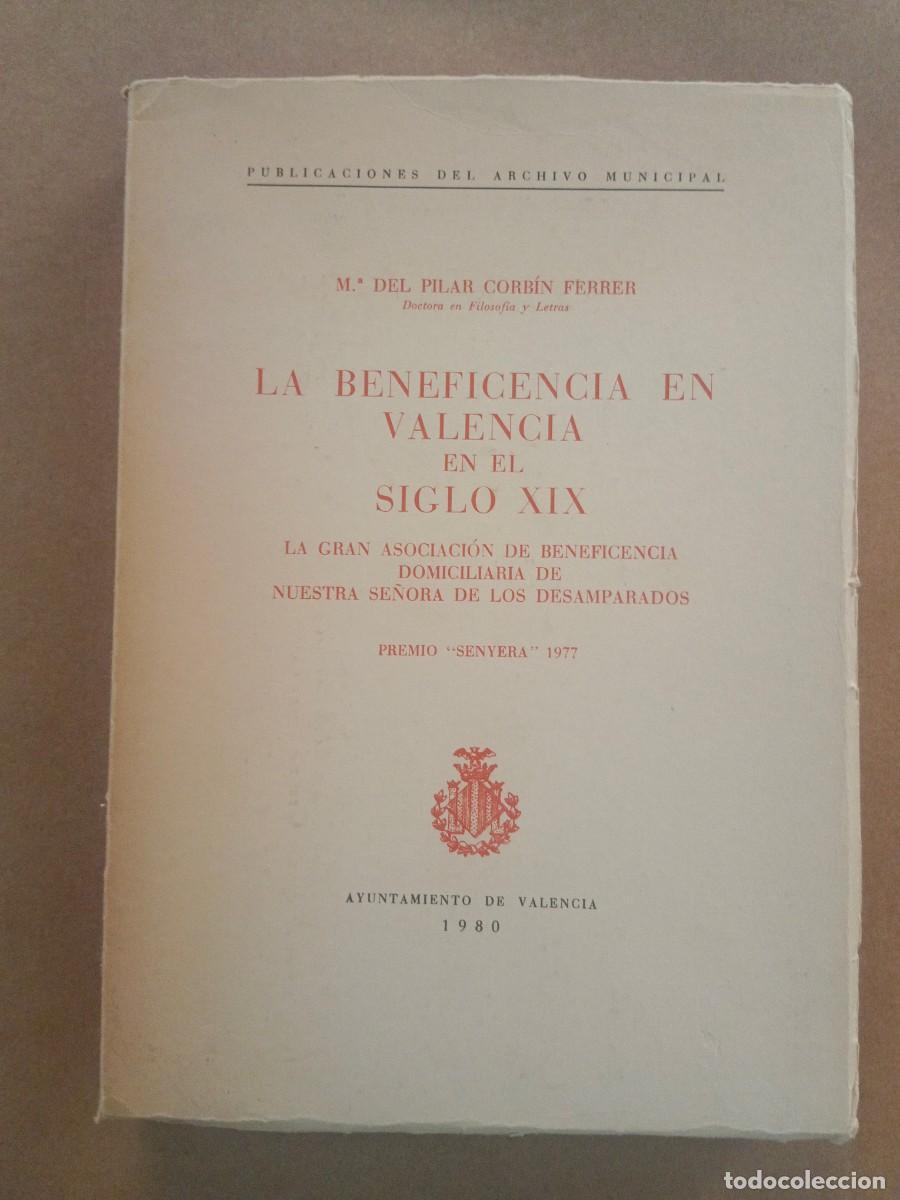 PUBLICACIONES DEL ARCHIVO MUNICIPAL
M.ª DEL PILAR CORBÍN FERRER
Doctora en Filosofía y Letras
LA BENEFICENCIA EN
VALENCIA
EN EL
SIGLO XIX
LA GRAN ASOCIACIÓN DE BENEFICENCIA
DOMICILIARIA DE
NUESTRA SEÑORA DE LOS DESAMPARADOS
PREMIO “SENYERA” 1977
AYUNTAMIENTO DE VALENCIA
1980
todocoleccion